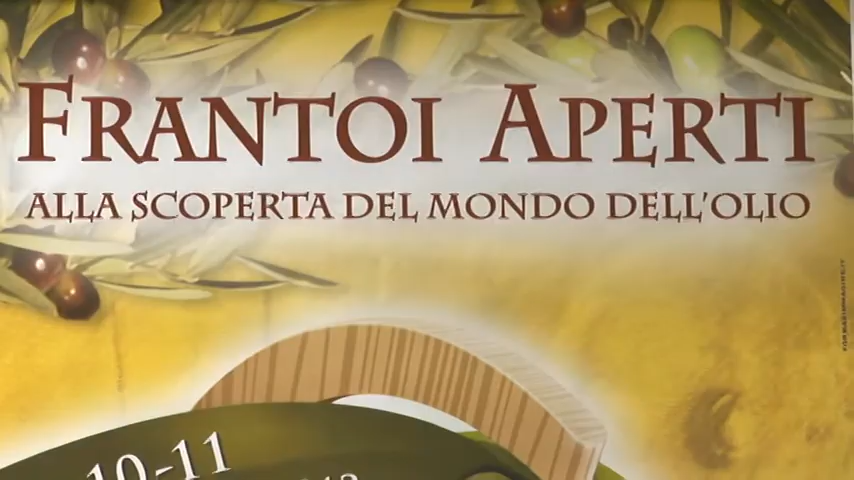 FRANTOI APERTI
ALLA SCOPERTA DEL MONDO DELL'OLIO
10-11